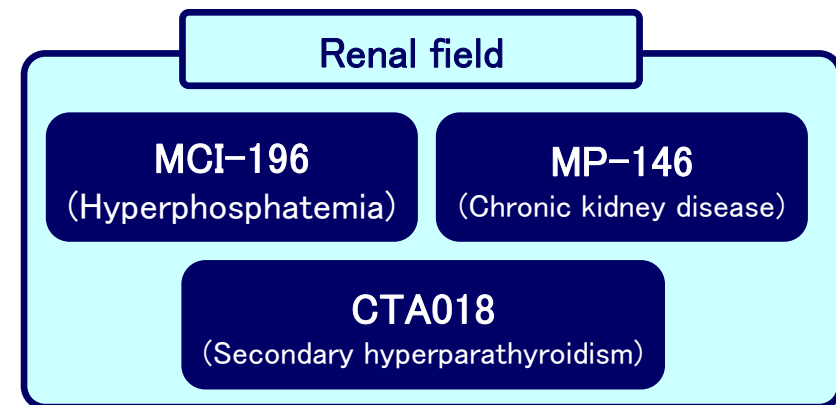 Renal field
MCI-196
(Hyperphosphatemia)
MP-146
(Chronic kidney disease)
CTA018
(Secondary hyperparathyroidism)